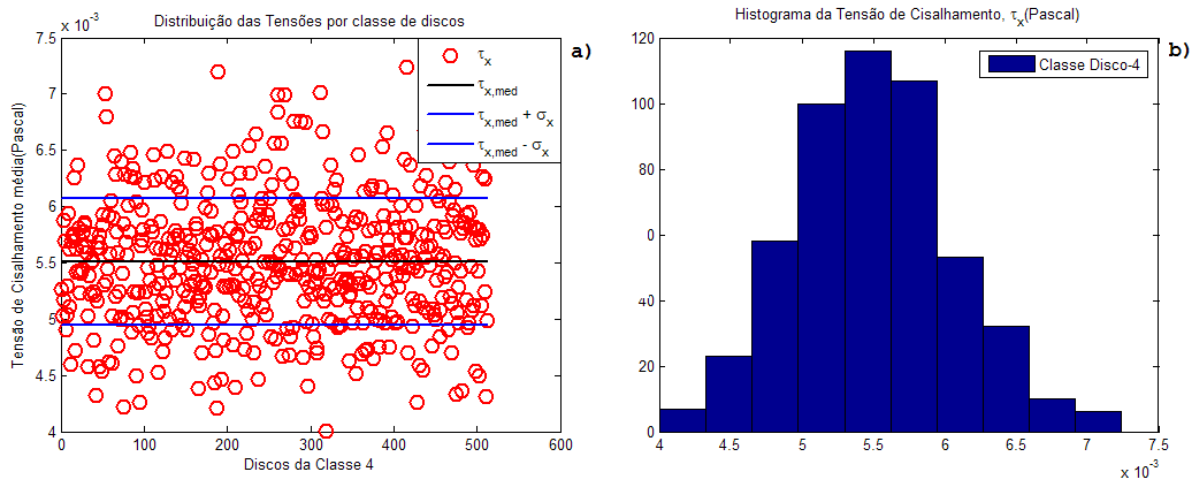 Distribuição das Tensões por classe de discos
x 10⁻³
7.5
7
6.5
6
5.5
5
4.5
4
Tensão de Cisalhamento média(Pascal)
0 100 200 300 400 500 600
Discos da Classe 4
τx
τx,med
τx,med + σx
τx,med - σx
a)
Histograma da Tensão de Cisalhamento, τx(Pascal)
b)
Classe Disco-4
120
100
80
0
60
40
20
0
4 4.5 5 5.5 6 6.5 7 7.5
x 10⁻³